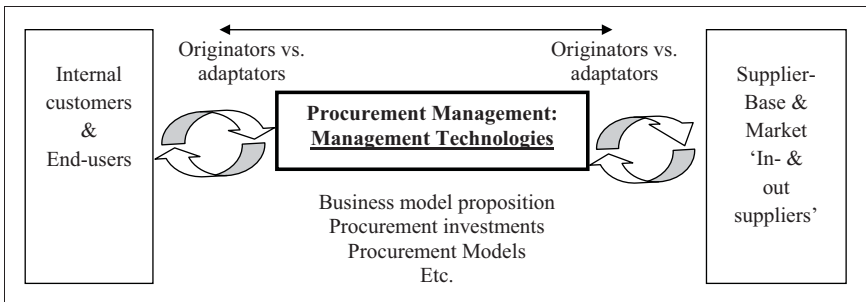 Internal
customers
&
End-users
Originators vs.
adaptators
Procurement Management:
Management Technologies
Business model proposition
Procurement investments
Procurement Models
Etc.
Originators vs.
adaptators
Supplier-
Base &
Market
‘In- &
out
suppliers’